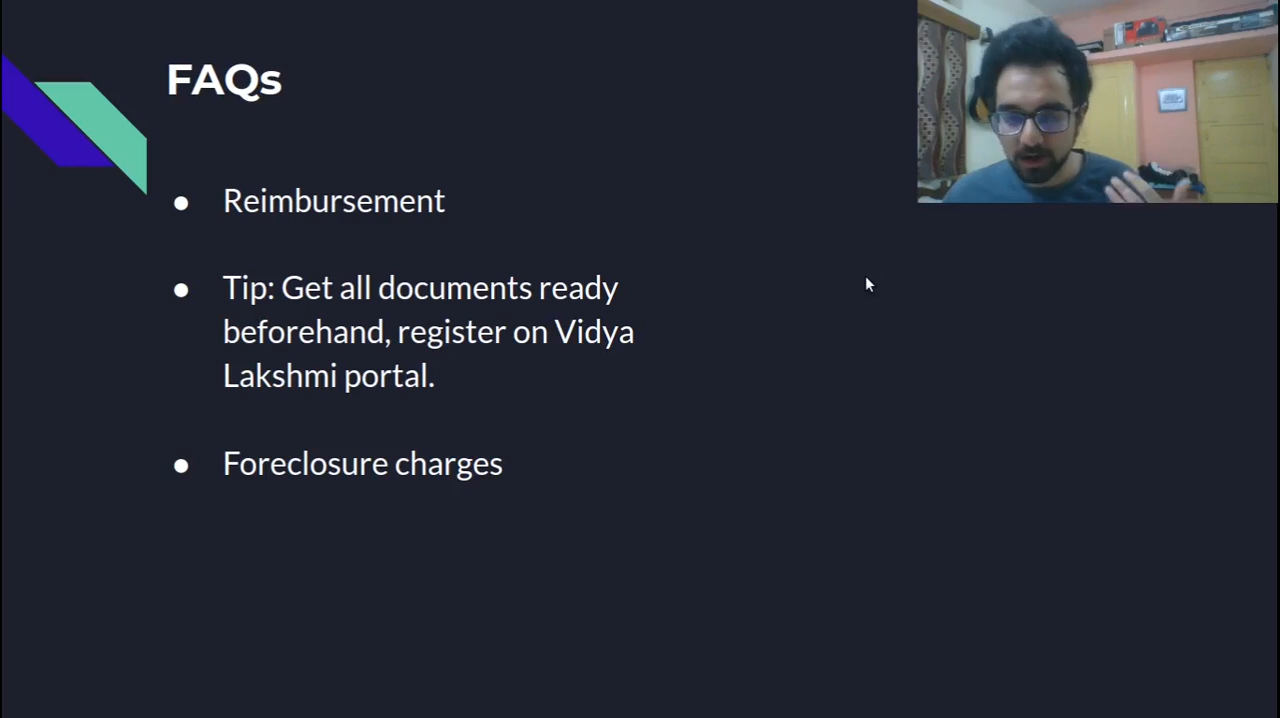 FAQs
● Reimbursement
● Tip: Get all documents ready
beforehand, register on Vidya
Lakshmi portal.
● Foreclosure charges